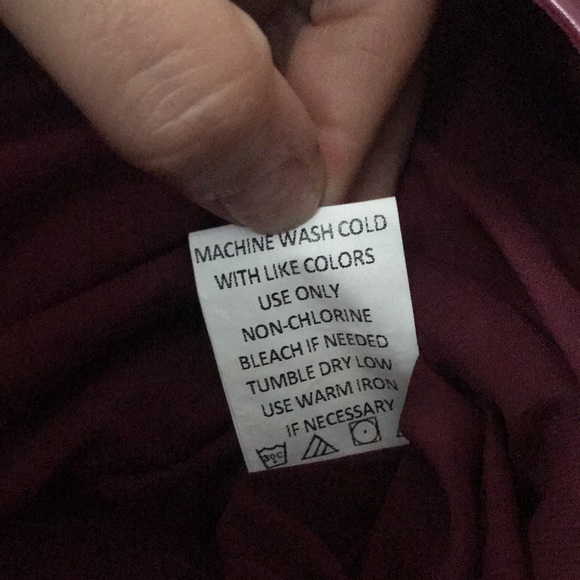 MACHINE WASH COLD
WITH LIKE COLORS
USE ONLY
NON-CHLORINE
BLEACH IF NEEDED
TUMBLE DRY LOW
USE WARM IRON
IF NECESSARY
30C